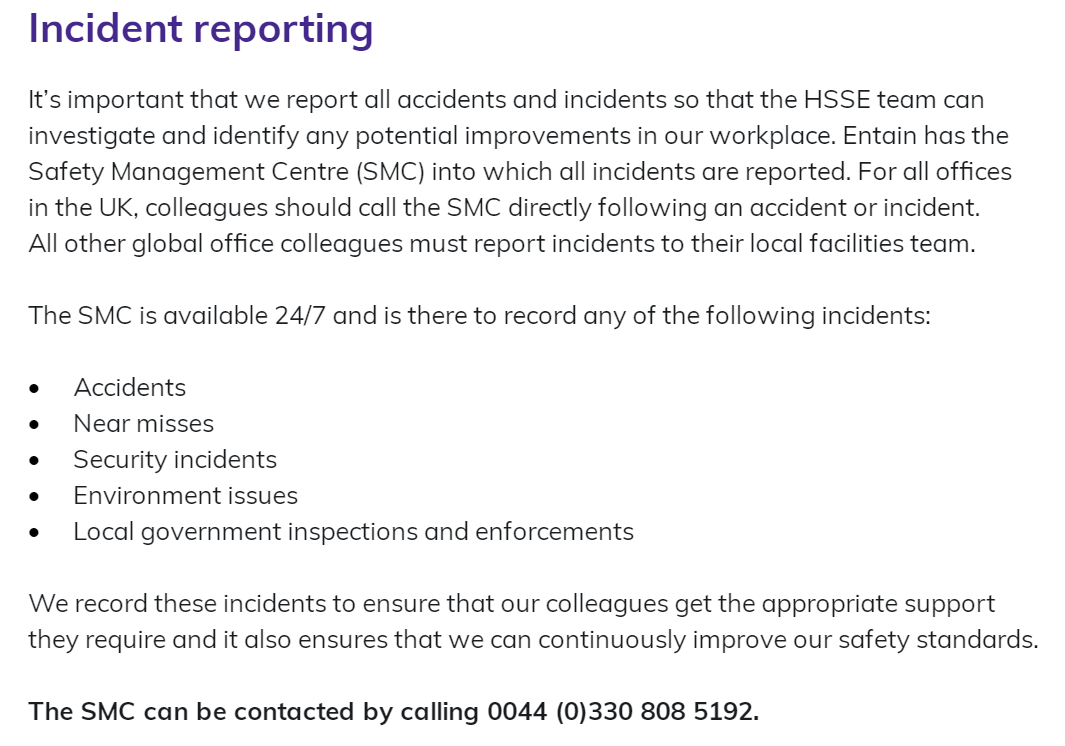 Incident reporting
It’s important that we report all accidents and incidents so that the HSSE team can
investigate and identify any potential improvements in our workplace. Entain has the
Safety Management Centre (SMC) into which all incidents are reported. For all offices
in the UK, colleagues should call the SMC directly following an accident or incident.
All other global office colleagues must report incidents to their local facilities team.
The SMC is available 24/7 and is there to record any of the following incidents:
• Accidents
• Near misses
• Security incidents
• Environment issues
• Local government inspections and enforcements
We record these incidents to ensure that our colleagues get the appropriate support
they require and it also ensures that we can continuously improve our safety standards.
The SMC can be contacted by calling 0044 (0)330 808 5192.